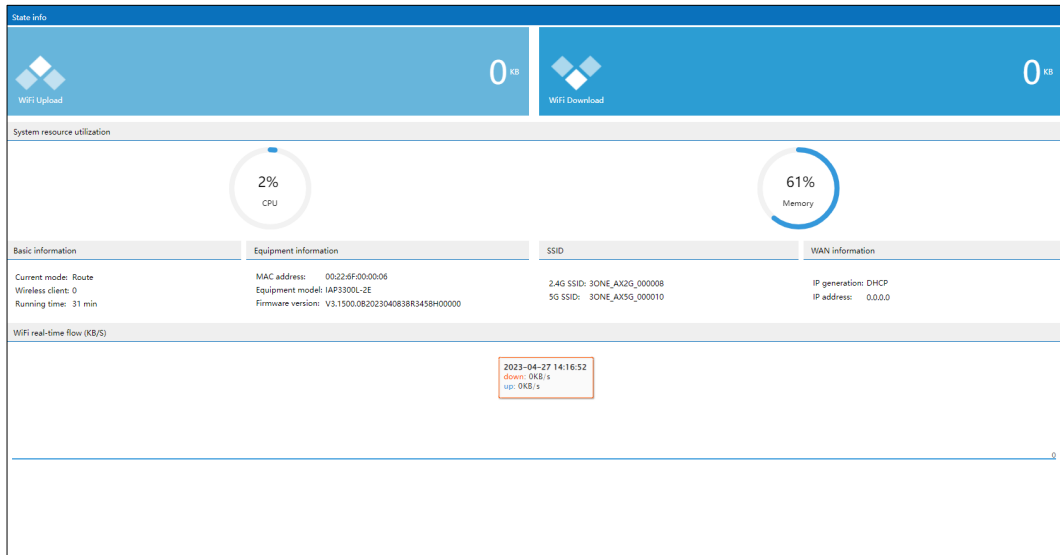 State info
0 KB
WiFi Upload
0 KB
WiFi Download
System resource utilization
2%
CPU
61%
Memory
Basic information
Current mode: Route
Wireless client: 0
Running time: 31 min
Equipment information
MAC address: 00:22:6F:00:00:06
Equipment model: IAP3300L-2E
Firmware version: V3.1500.0B2023040838R3458H00000
SSID
2.4G SSID: 3ONE_AX2G_000008
5G SSID: 3ONE_AX5G_000010
WAN information
IP generation: DHCP
IP address: 0.0.0.0
WiFi real-time flow (KB/S)
2023-04-27 14:16:52
down: 0KB/s
up: 0KB/s
0